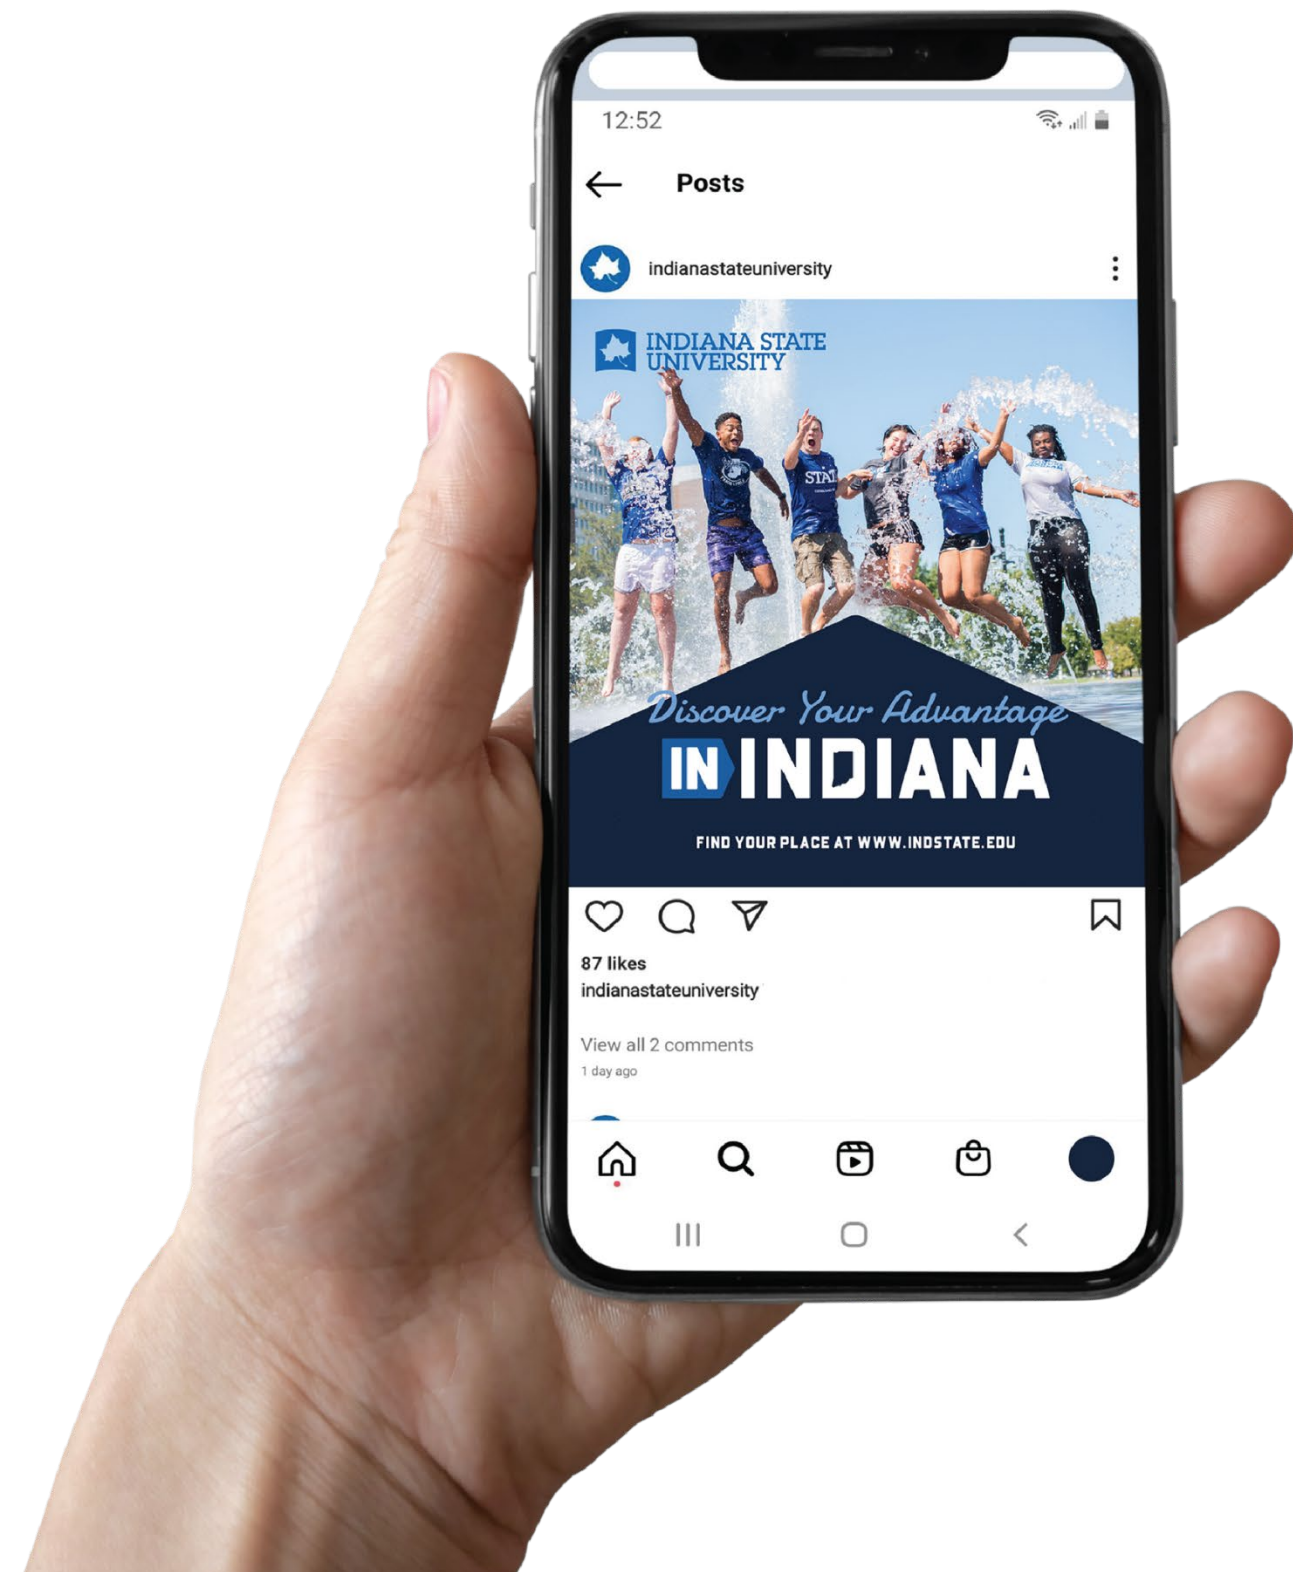 12:52
Posts
indianastateuniversity
INDIANA STATE
UNIVERSITY
STATE
Discover Your Advantage
IN INDIANA
FIND YOUR PLACE AT WWW.INDSTATE.EDU
87 likes
indianastateuniversity
View all 2 comments
1 day ago